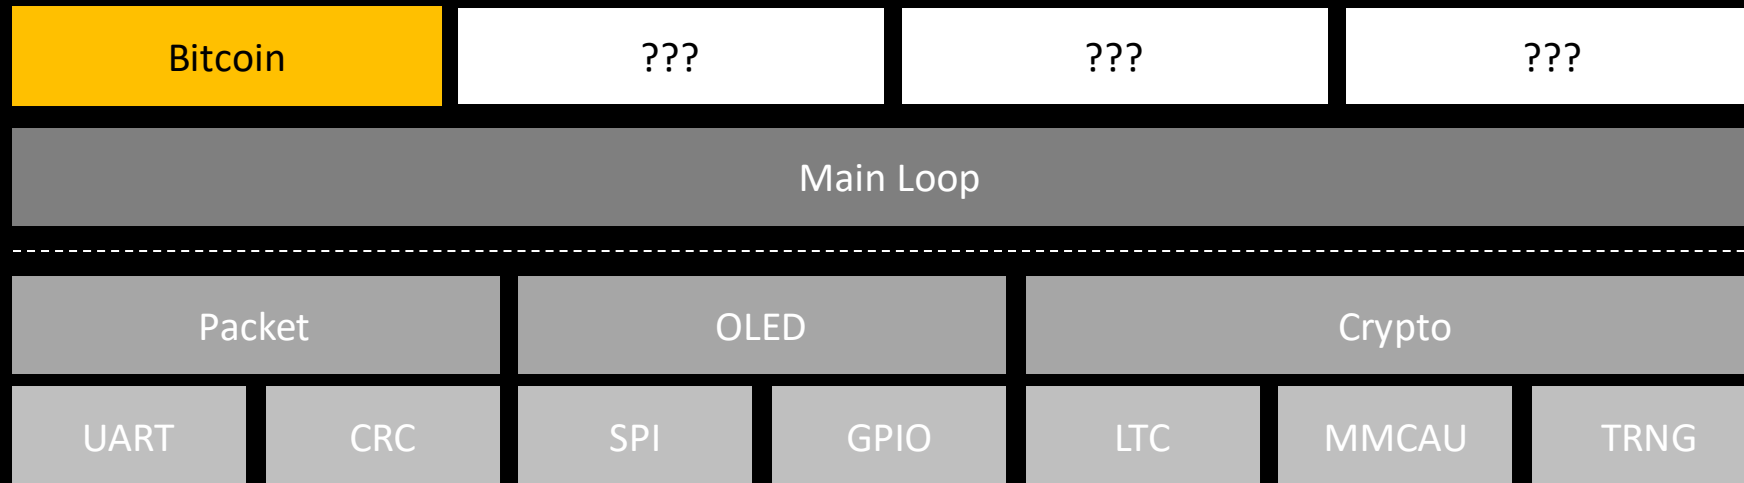 Bitcoin ??? ??? ???
Main Loop
Packet OLED Crypto
UART CRC SPI GPIO LTC MMCAU TRNG